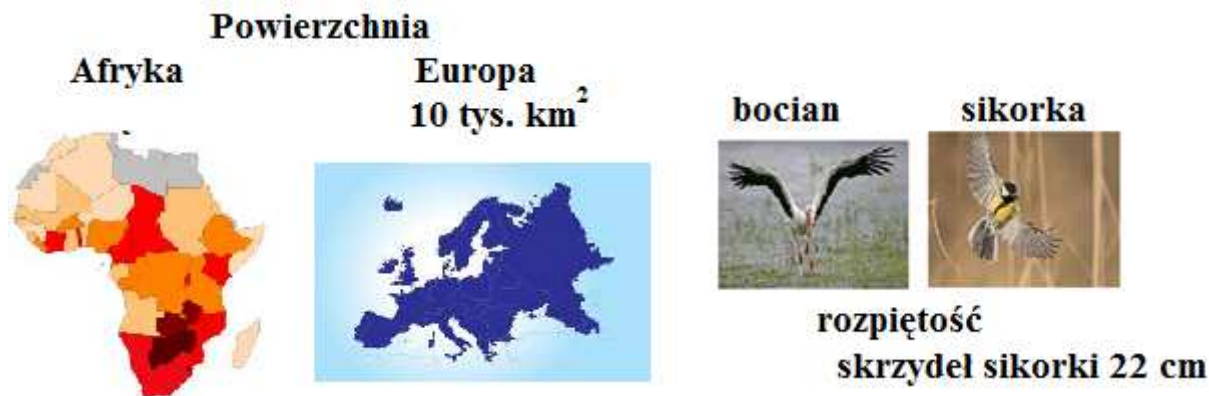 Powierzchnia
Afryka Europa
10 tys. km²
bocian sikorka
rozpiętość
skrzydeł sikorki 22 cm